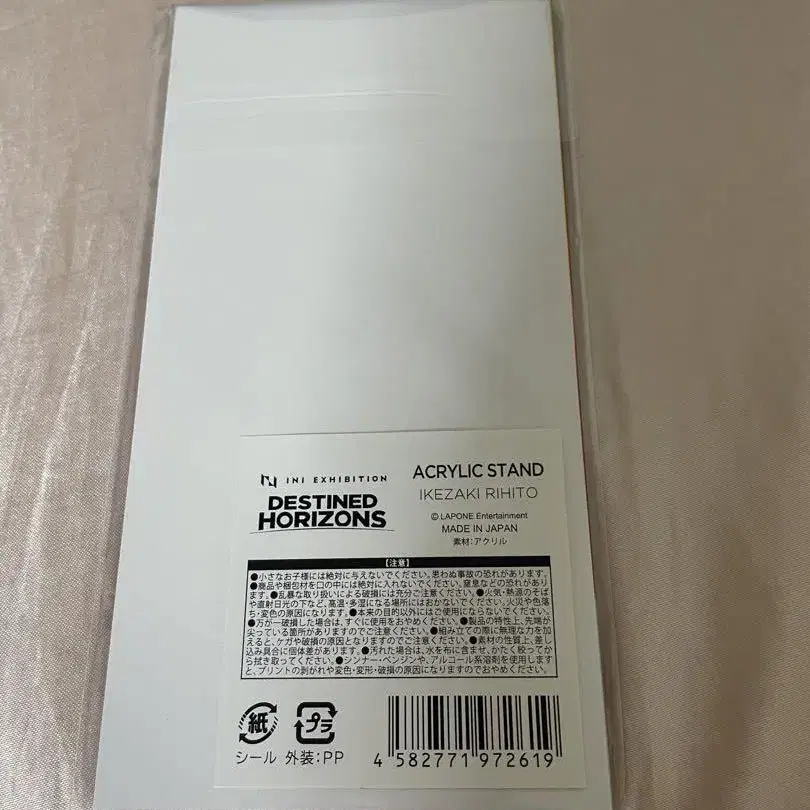 INI EXHIBITION
DESTINED
HORIZONS
ACRYLIC STAND
IKEZAKI RIHITO
© LAPONE Entertainment
MADE IN JAPAN
素材:アクリル
【注意】
●小さなお子様には絶対に与えないでください。思わぬ事故の恐れがあります。
●商品や梱包材を口の中には絶対に入れないでください。窒息などの恐れがあり
ます。●乱暴な取り扱いによる破損には充分ご注意ください。●火気・熱源のそば
や直射日光の下など、高温・多湿になる場所にはおかないでください。火災や色落
ち・変色の原因になります。●本来の目的以外にはご使用にならないでください。
●万が一破損した場合は、すぐに使用をおやめください。●製品の特性上、先端が
尖っている箇所がありますのでご注意ください。●組み立ての際に無理な力を加
えると、ケガや破損の原因となりますのでご注意ください。●素材の性質上、差し
込み具合に個体差があります。●汚れた場合は、水を布に含ませ、かたく絞ってか
ら拭き取ってください。●シンナー・ベンジンや、アルコール系溶剤を使用します
と、プリントの剥がれや変色・変形・破損の原因になりますのでおやめください。
紙
プラ
シール 外装:PP
4 582771 972619